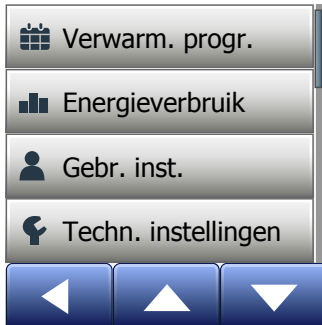 Verwarm. progr.
Energieverbruik
Gebr. inst.
Techn. instellingen